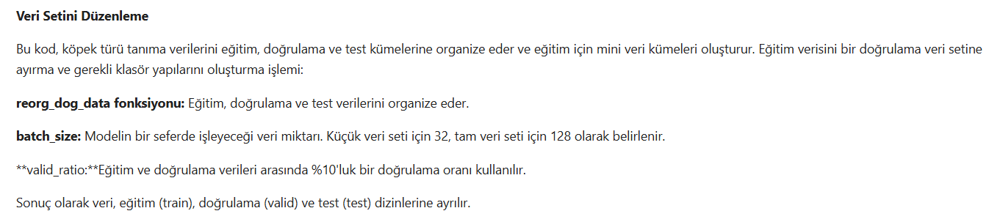 Veri Setini Düzenleme
Bu kod, köpek türü tanıma verilerini eğitim, doğrulama ve test kümelerine organize eder ve eğitim için mini veri kümeleri oluşturur. Eğitim verisini bir doğrulama veri setine
ayırma ve gerekli klasör yapılarını oluşturma işlemi:
reorg_dog_data fonksiyonu: Eğitim, doğrulama ve test verilerini organize eder.
batch_size: Modelin bir seferde işleyeceği veri miktarı. Küçük veri seti için 32, tam veri seti için 128 olarak belirlenir.
**valid_ratio:**Eğitim ve doğrulama verileri arasında %10'luk bir doğrulama oranı kullanılır.
Sonuç olarak veri, eğitim (train), doğrulama (valid) ve test (test) dizinlerine ayrılır.